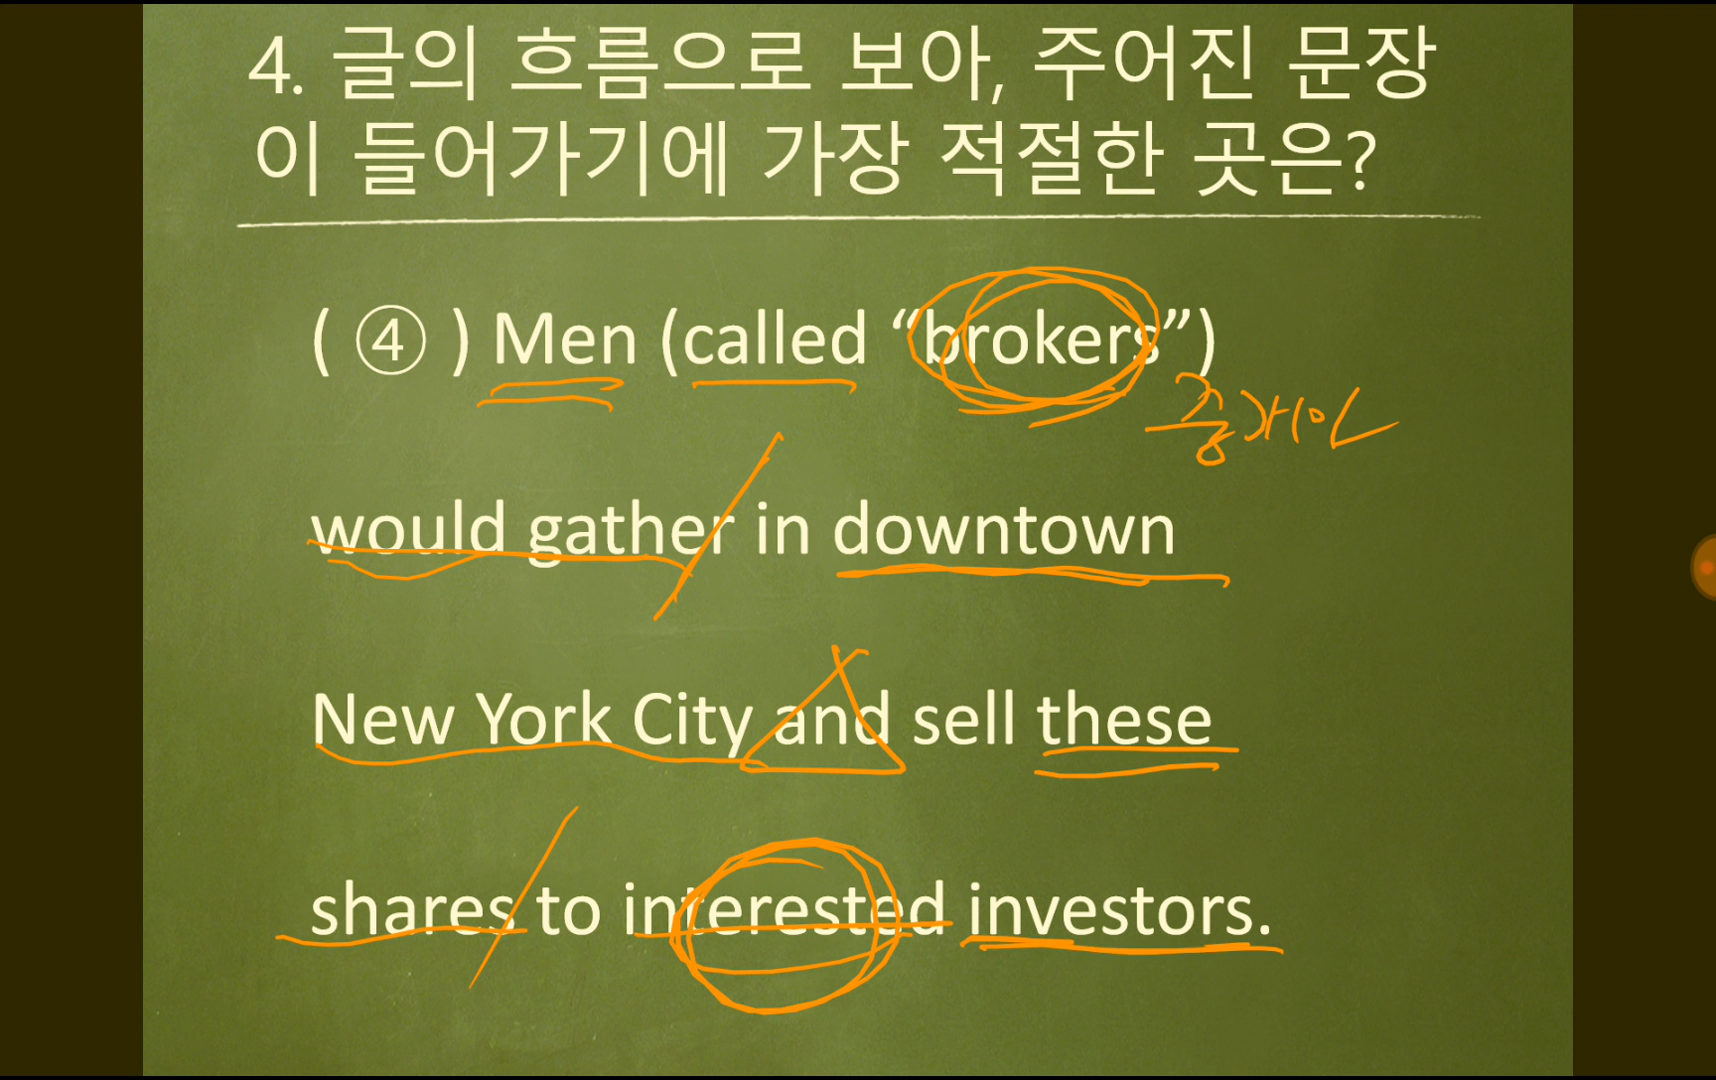 4. 글의 흐름으로 보아, 주어진 문장
이 들어가기에 가장 적절한 곳은?
( ④ ) Men (called “brokers”)
중개인
would gather in downtown
New York City and sell these
shares to interested investors.